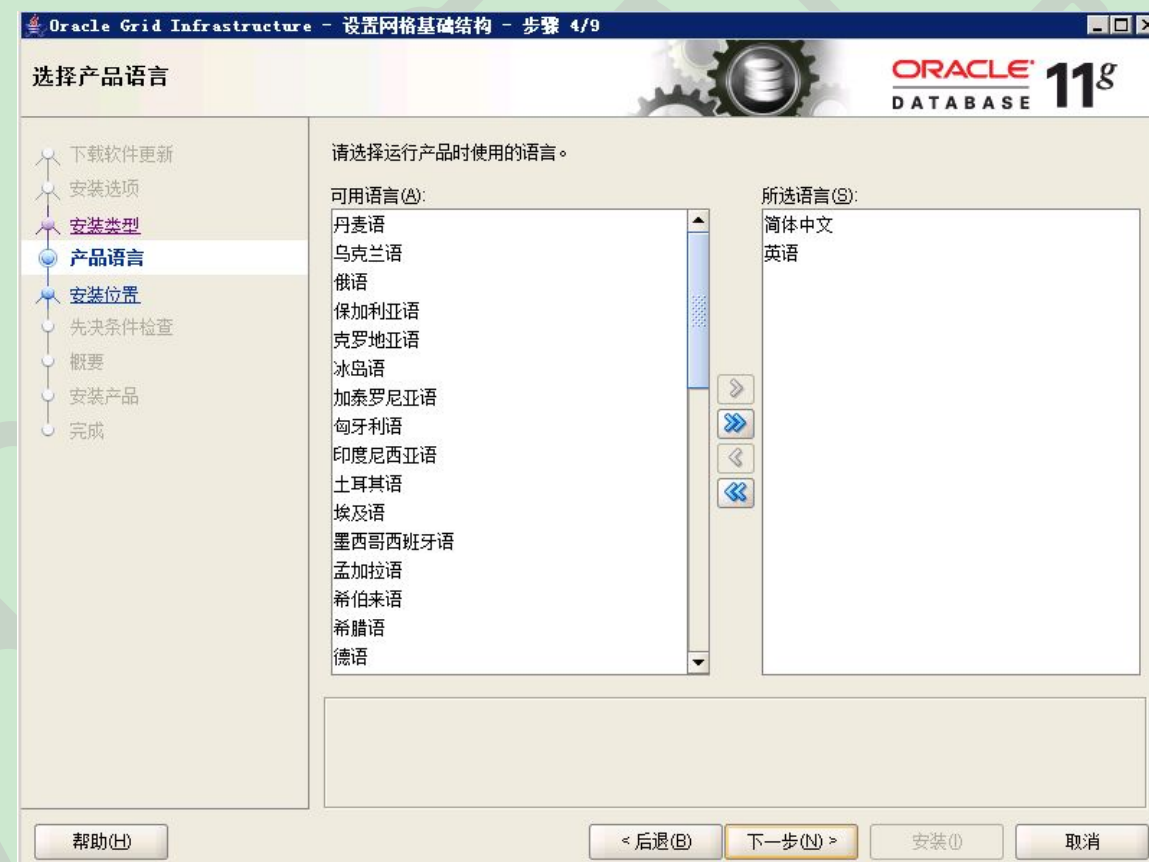 Oracle Grid Infrastructure - 设置网格基础结构 - 步骤 4/9
选择产品语言
ORACLE DATABASE 11g
下载软件更新
安装选项
安装类型
产品语言
安装位置
先决条件检查
概要
安装产品
完成
请选择运行产品时使用的语言。
可用语言(A):
丹麦语
乌克兰语
俄语
保加利亚语
克罗地亚语
冰岛语
加泰罗尼亚语
匈牙利语
印度尼西亚语
土耳其语
埃及语
墨西哥西班牙语
孟加拉语
希伯来语
希腊语
德语
所选语言(S):
简体中文
英语
帮助(H)
< 后退(B)
下一步(N) >
安装(I)
取消